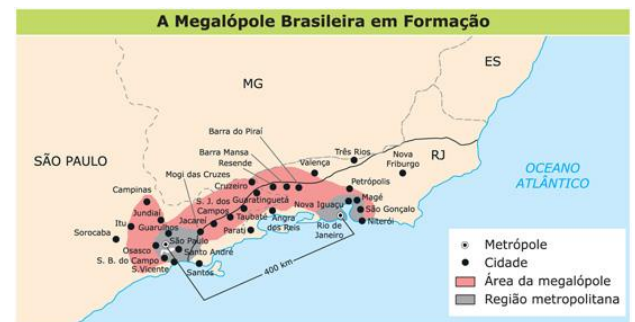 A Megalópole Brasileira em Formação
ES
MG
Barra do Piraí
Barra Mansa
Resende
Valença
Três Rios
Nova
Friburgo
RJ
SÃO PAULO
Mogi das Cruzes
Cruzeiro
Petrópolis
OCEANO
ATLÂNTICO
Campinas
Jundiaí
S. J. dos
Campos
Guaratinguetá
Nova Iguaçu
Magé
São Gonçalo
Itu
Guarulhos
Jacareí
Taubaté
Angra
dos Reis
Rio de
Janeiro
Niterói
Sorocaba
São Paulo
Parati
Osasco
Santo André
S. B. do Campo
S.Vicente
Santos
400 km
Metrópole
Cidade
Área da megalópole
Região metropolitana